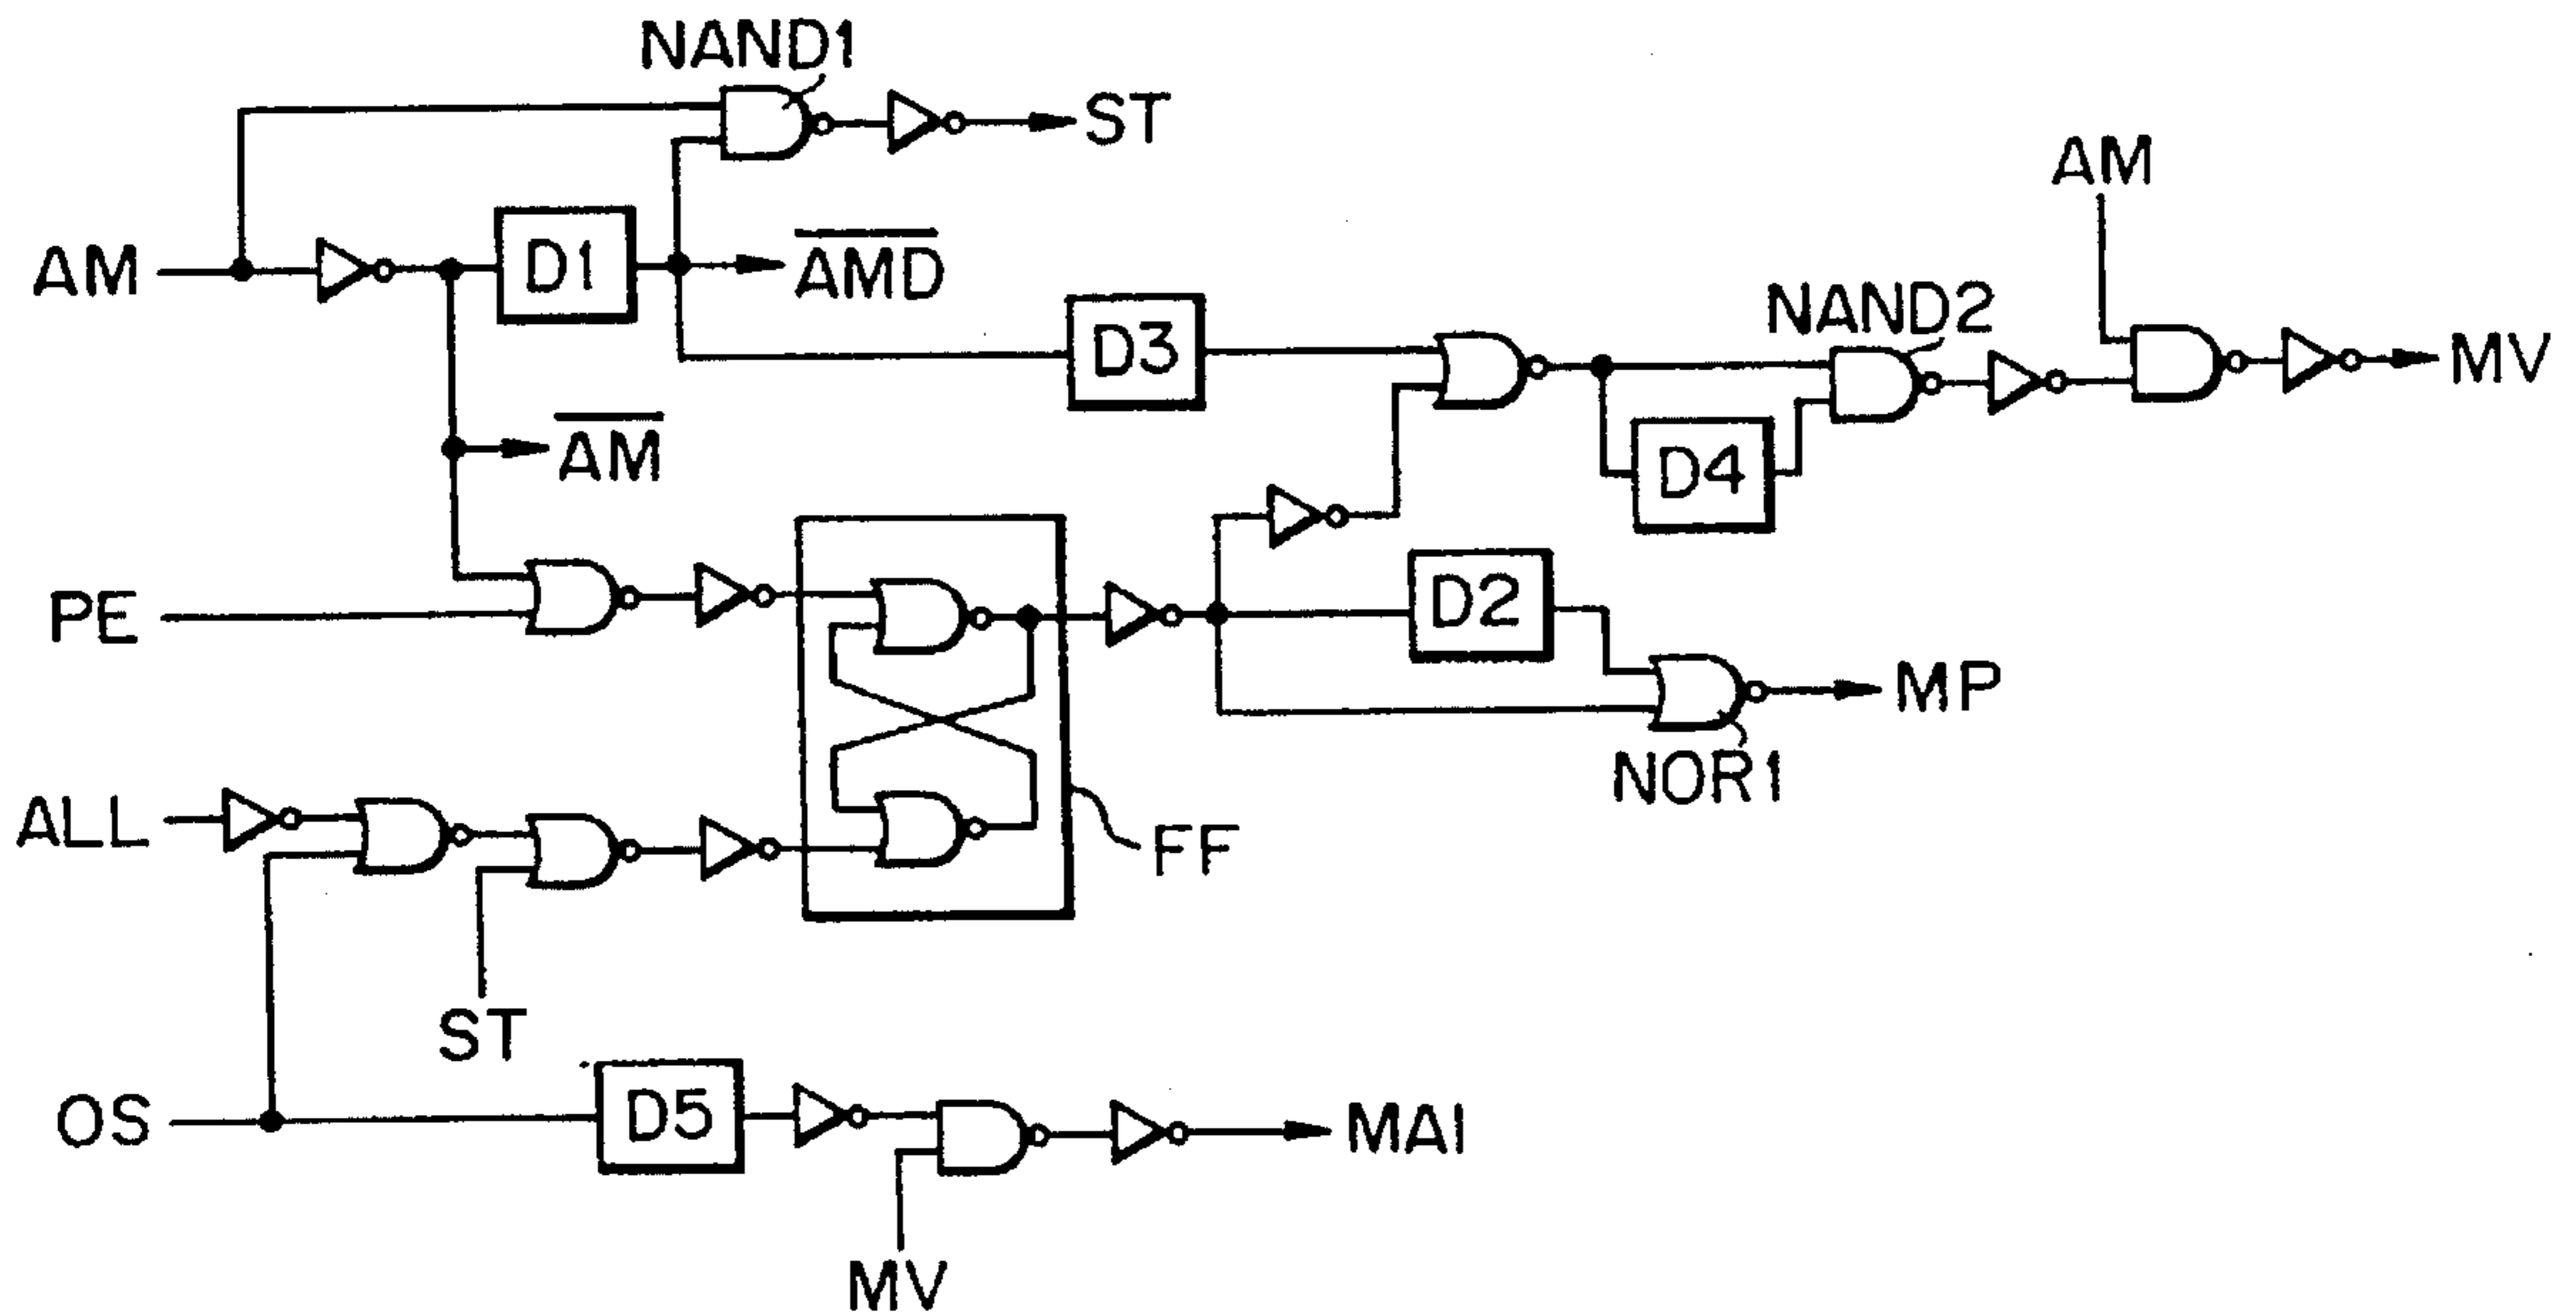 NAND1
ST
AM
AM
D1
AMD
D3
NAND2
MV
AM
D4
PE
D2
MP
NOR1
ALL
FF
ST
OS
D5
MAI
MV